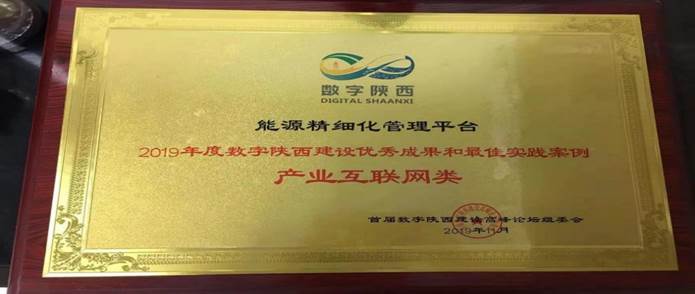 数字陕西
DIGITAL SHAANXI
能源精细化管理平台
2019年度数字陕西建设优秀成果和最佳实践案例
产业互联网类
首届数字陕西建设高峰论坛组委会
2019年11月